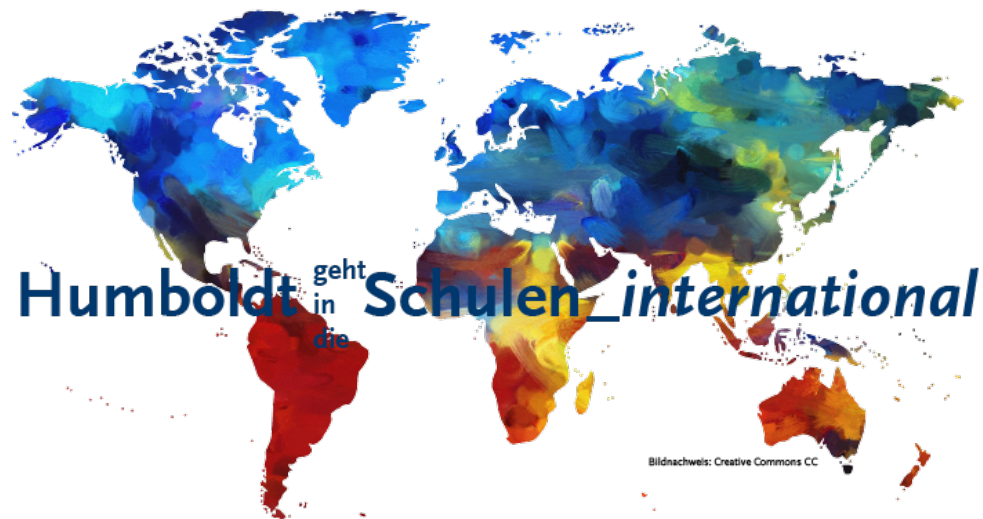 Humboldt geht in die Schulen_international
Bildnachweis: Creative Commons CC